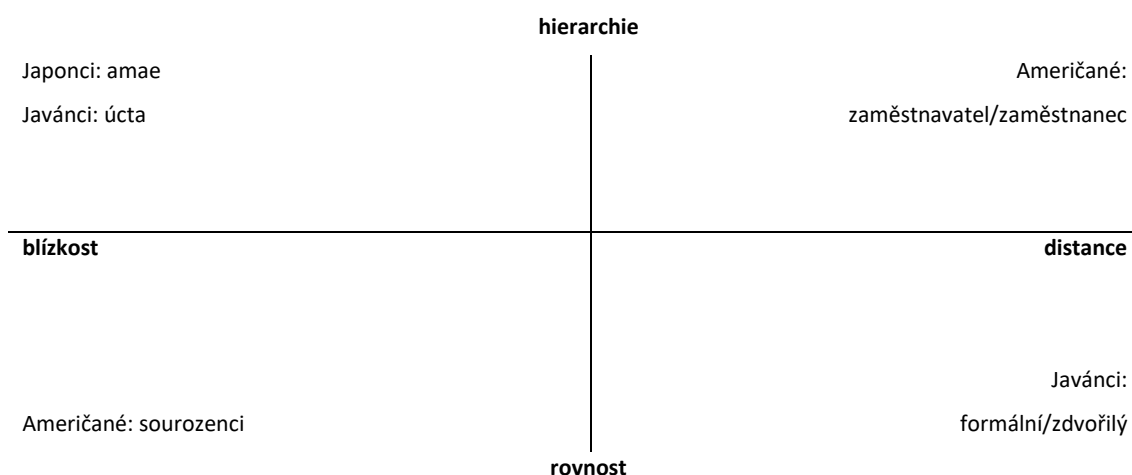 hierarchie
Japonci: amae
Američané:
Javánci: úcta
zaměstnavatel/zaměstnanec
blízkost
distance
Javánci:
Američané: sourozenci
formální/zdvořilý
rovnost